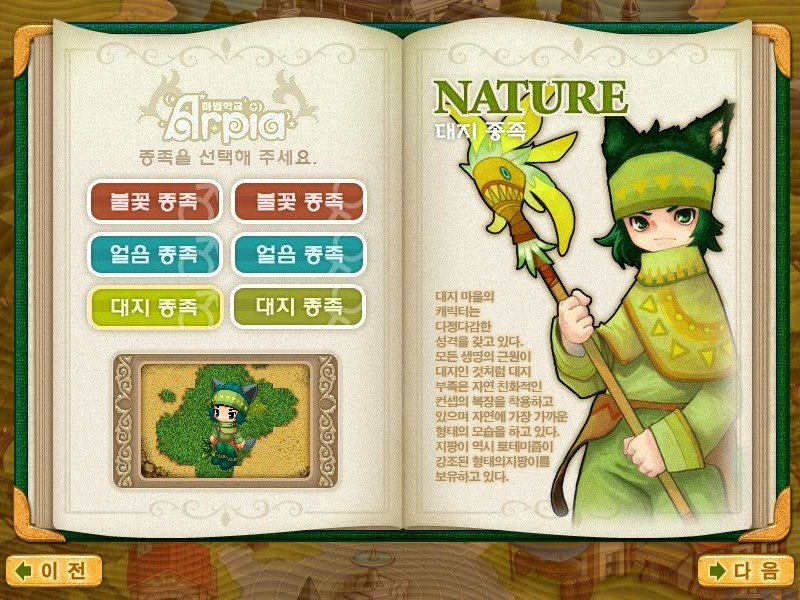 마법학교
Arpia
종족을 선택해 주세요.
불꽃 종족 불꽃 종족
얼음 종족 얼음 종족
대지 종족 대지 종족
NATURE
대지 종족
대지 마을의
캐릭터는
다정다감한
성격을 갖고 있다.
모든 생명의 근원이
대지인 것처럼 대지
부족은 자연 친화적인
컨셉의 복장을 착용하고
있으며 자연에 가장 가까운
형태의 모습을 하고 있다.
지팡이 역시 토테미즘이
강조된 형태의지팡이를
보유하고 있다.
이전
다음